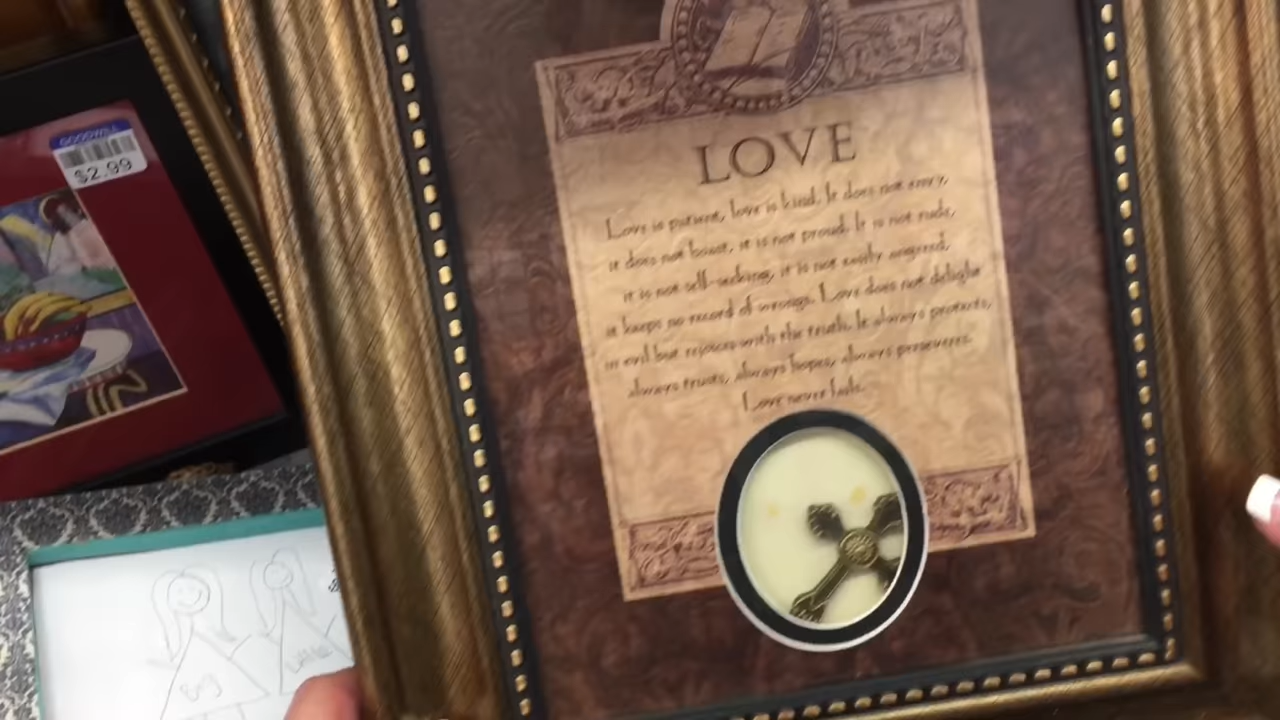 GOODWILL
$2.99
LOVE
Love is patient, love is kind. It does not envy,
it does not boast, it is not proud. It is not rude,
it is not self-seeking, it is not easily angered,
it keeps no record of wrongs. Love does not delight
in evil but rejoices with the truth. It always protects,
always trusts, always hopes, always perseveres.
Love never fails.
Big
Little